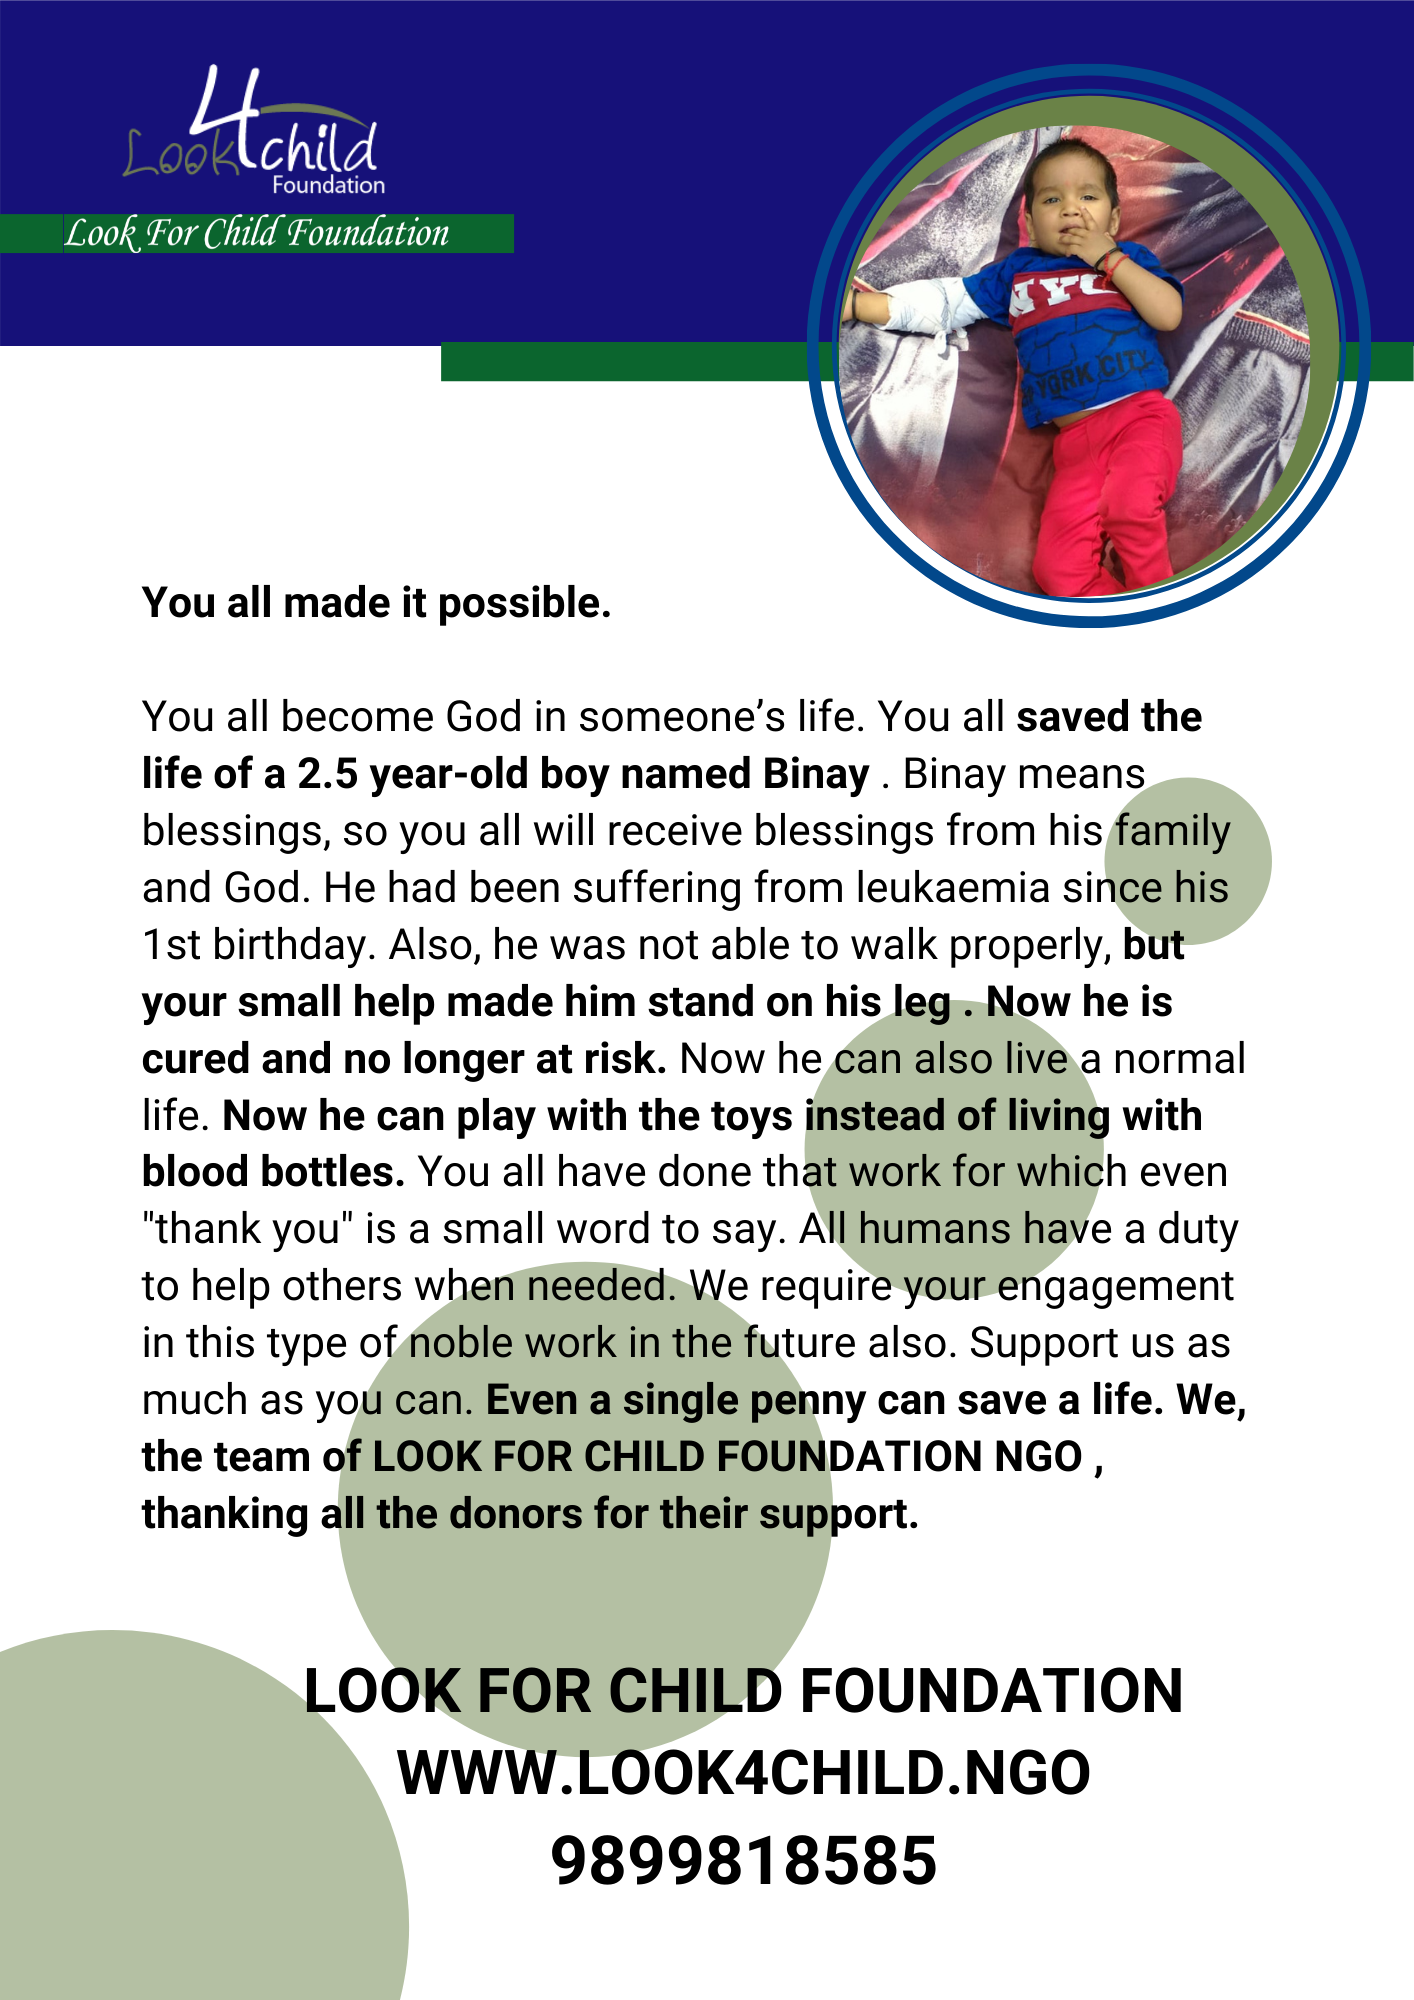 Look4child
Foundation
Look For Child Foundation
NYC
YORK CITY
You all made it possible.
You all become God in someone’s life. You all saved the
life of a 2.5 year-old boy named Binay . Binay means
blessings, so you all will receive blessings from his family
and God. He had been suffering from leukaemia since his
1st birthday. Also, he was not able to walk properly, but
your small help made him stand on his leg . Now he is
cured and no longer at risk. Now he can also live a normal
life. Now he can play with the toys instead of living with
blood bottles. You all have done that work for which even
"thank you" is a small word to say. All humans have a duty
to help others when needed. We require your engagement
in this type of noble work in the future also. Support us as
much as you can. Even a single penny can save a life. We,
the team of LOOK FOR CHILD FOUNDATION NGO ,
thanking all the donors for their support.
LOOK FOR CHILD FOUNDATION
WWW.LOOK4CHILD.NGO
9899818585